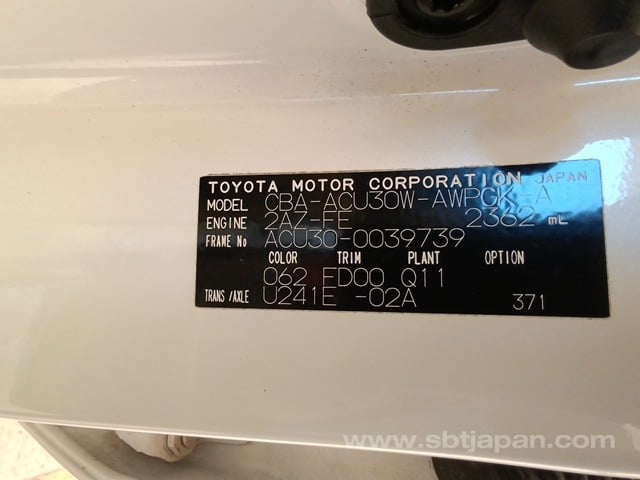 TOYOTA MOTOR CORPORATION JAPAN
MODEL CBA-ACU30W-AWPGK-A
ENGINE 2AZ-FE 2362 mL
FRAME No ACU30-0039739
COLOR TRIM PLANT OPTION
062 FD00 Q11
TRANS/AXLE U241E -02A 371
www.sbtjapan.com